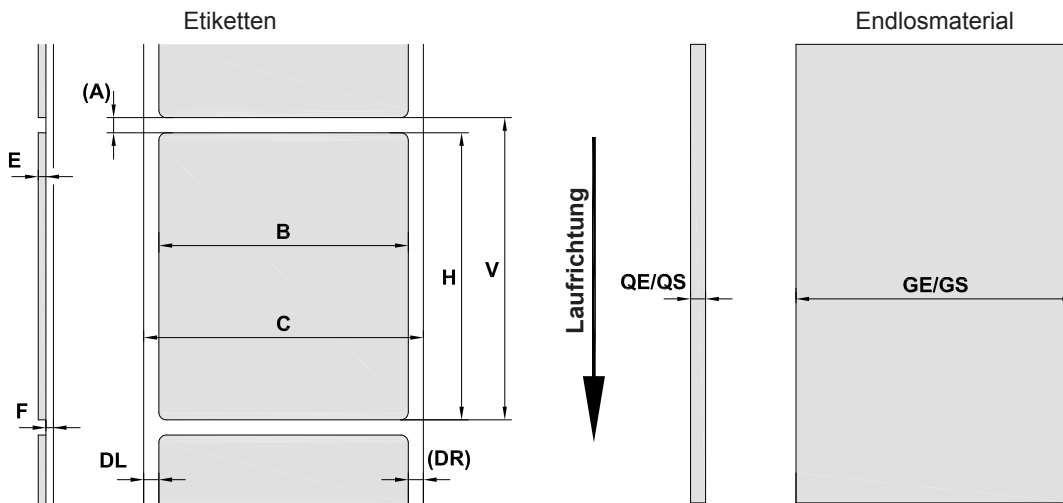 Etiketten
Endlosmaterial
(A)
E
B
H
V
C
F
DL
(DR)
Laufrichtung
QE/QS
GE/GS